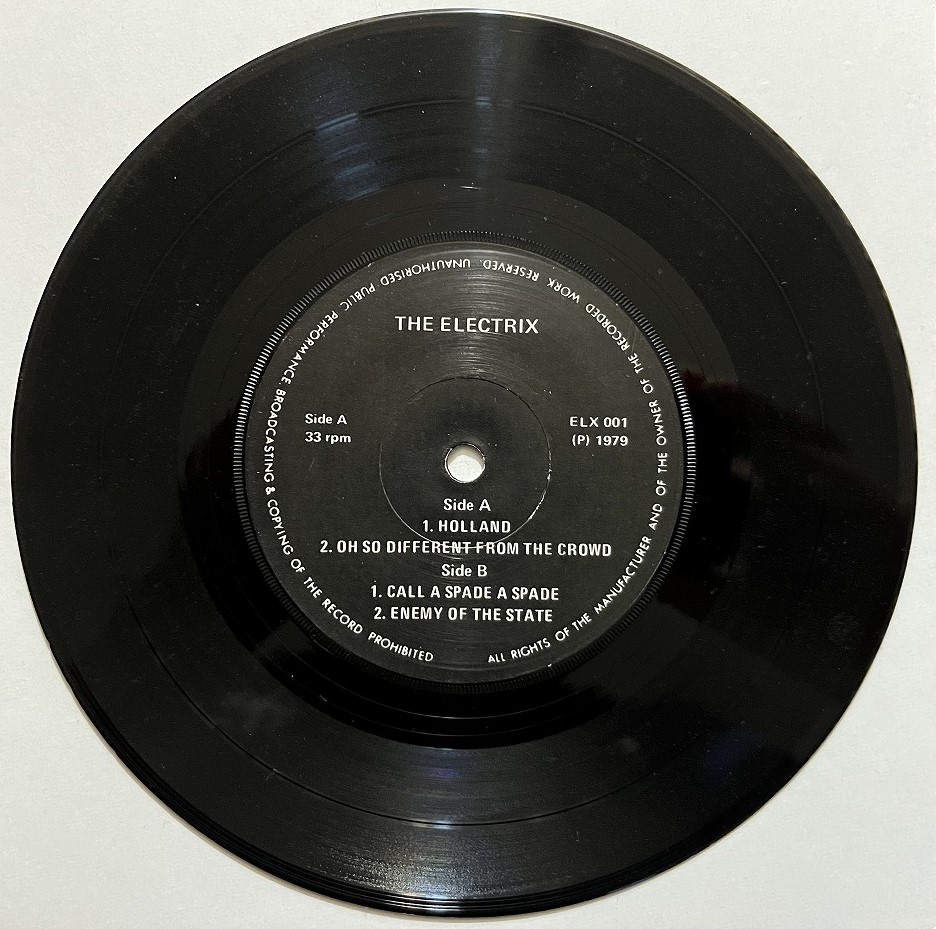 THE ELECTRIX
Side A
33 rpm
ELX 001
(P) 1979
Side A
1. HOLLAND
2. OH SO DIFFERENT FROM THE CROWD
Side B
1. CALL A SPADE A SPADE
2. ENEMY OF THE STATE
ALL RIGHTS OF THE MANUFACTURER AND OF THE OWNER OF THE RECORDED WORK RESERVED. UNAUTHORISED PUBLIC PERFORMANCE BROADCASTING & COPYING OF THE RECORD PROHIBITED